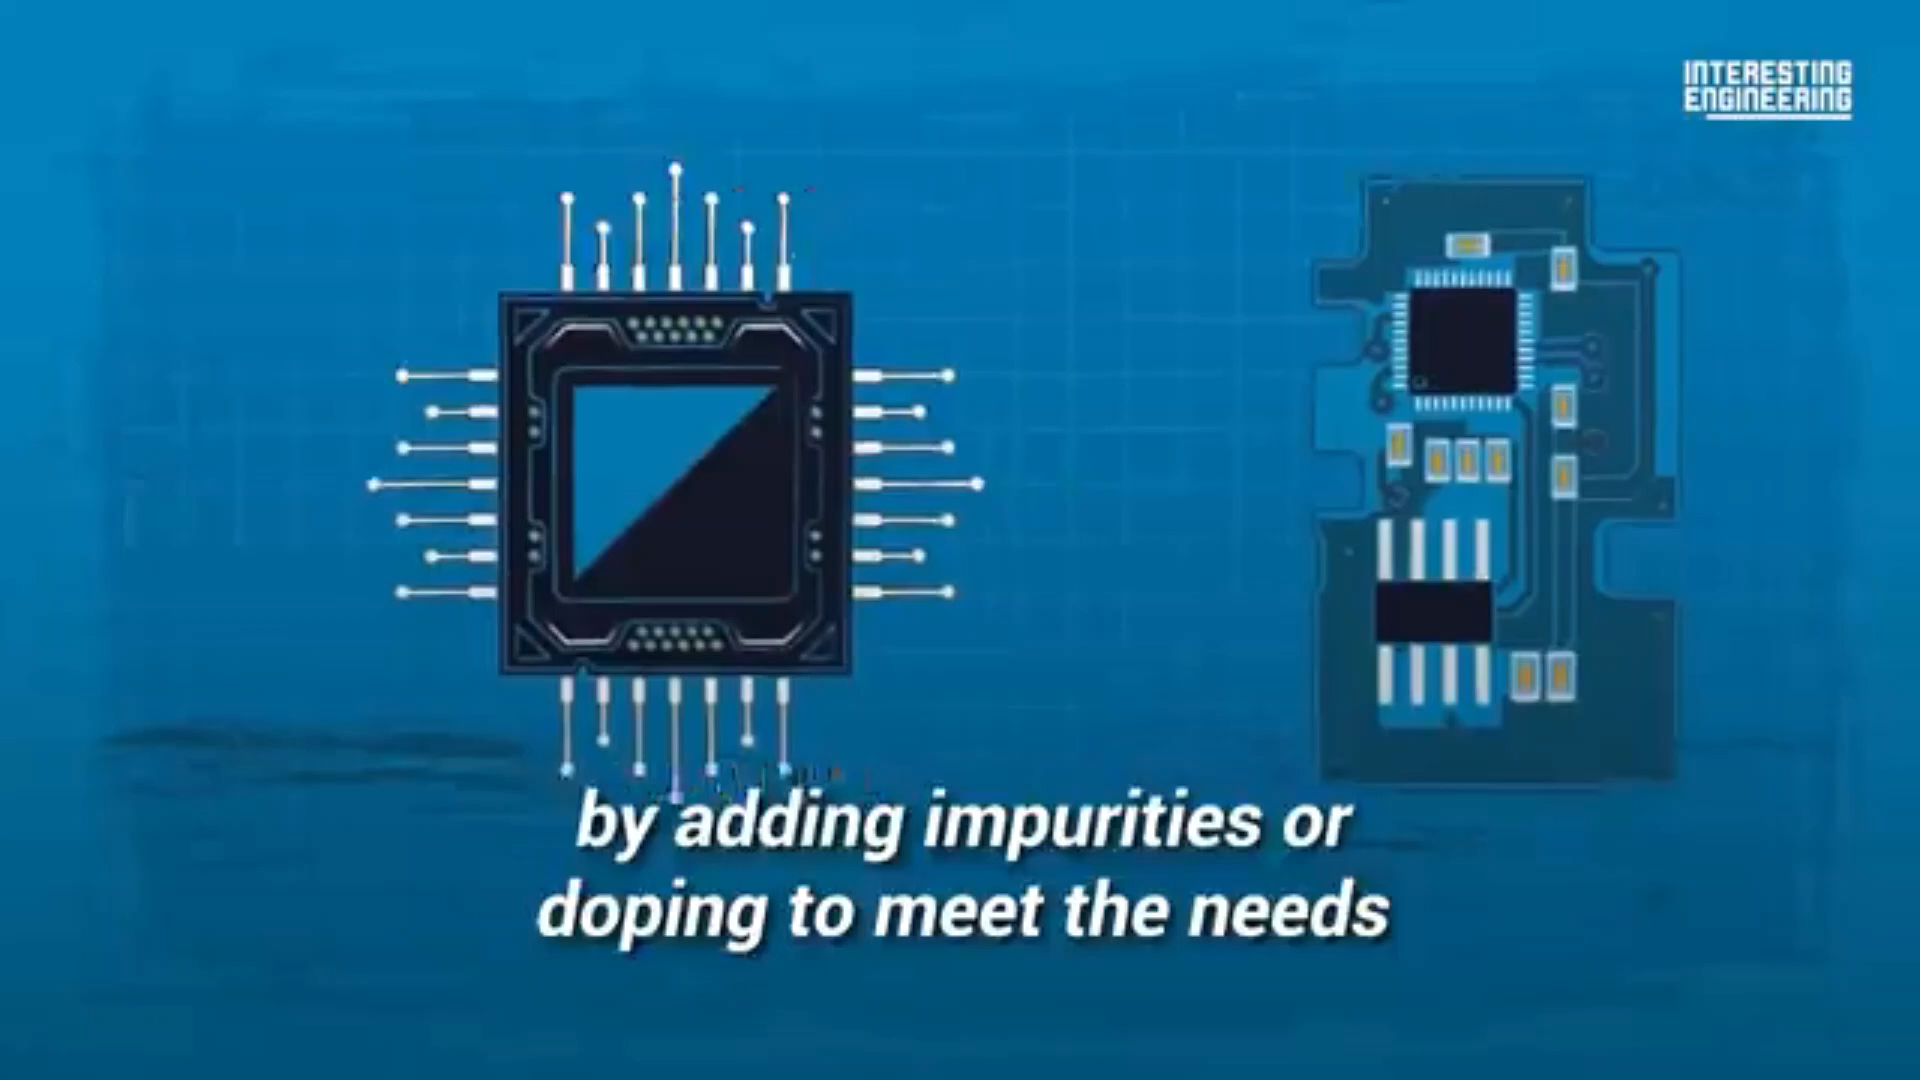 INTERESTING
ENGINEERING
by adding impurities or
doping to meet the needs